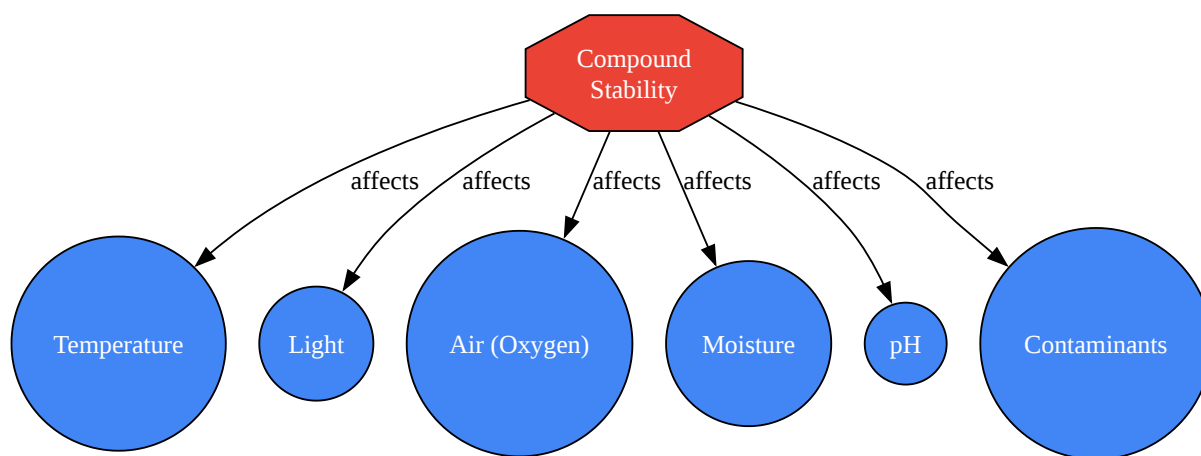 Compound
Stability
affects
affects
affects
affects
affects
affects
Temperature
Light
Air (Oxygen)
Moisture
pH
Contaminants